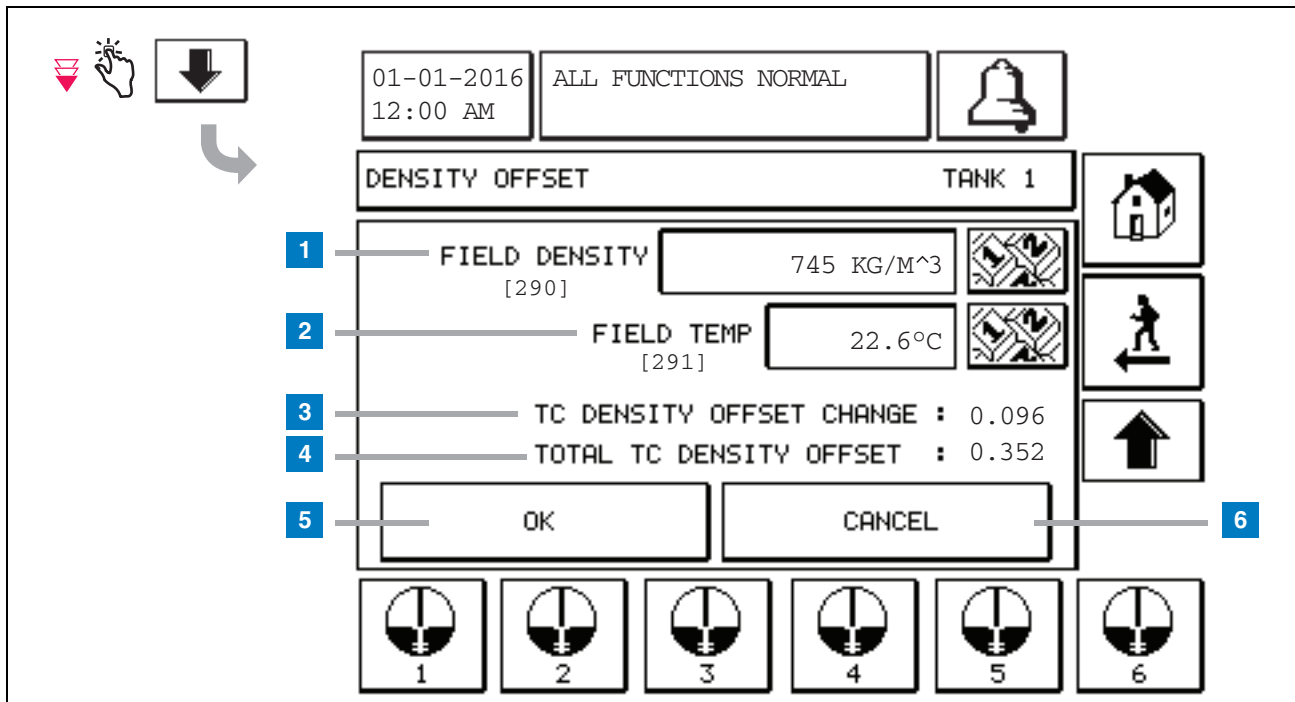 01-01-2016
12:00 AM
ALL FUNCTIONS NORMAL
DENSITY OFFSET TANK 1
1 FIELD DENSITY 745 KG/M^3
[290]
2 FIELD TEMP 22.6°C
[291]
3 TC DENSITY OFFSET CHANGE : 0.096
4 TOTAL TC DENSITY OFFSET : 0.352
5 OK CANCEL 6
1 2 3 4 5 6